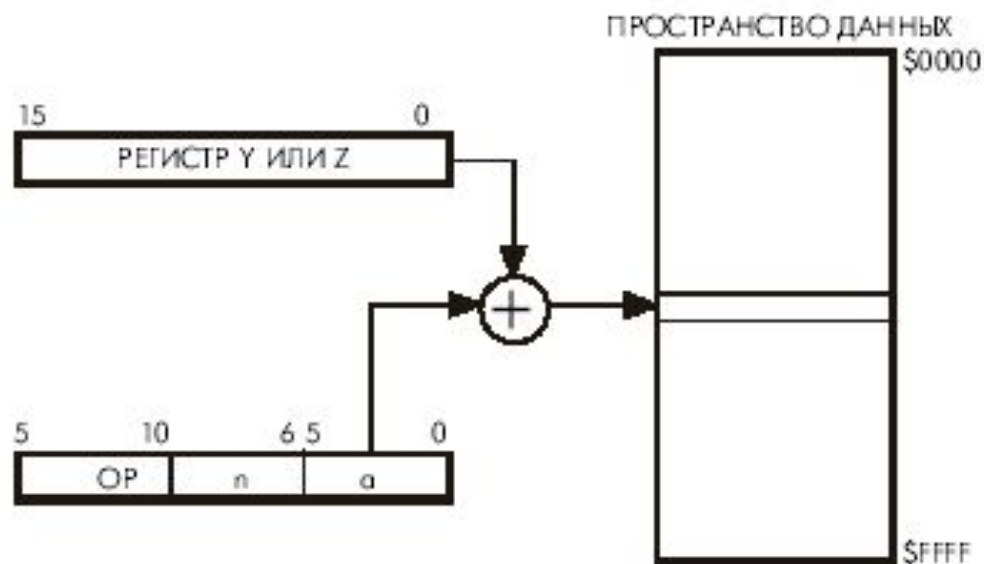 ПРОСТРАНСТВО ДАННЫХ
$0000
15 0
РЕГИСТР Y ИЛИ Z
+
5 10 6 5 0
OP n a
$FFFF